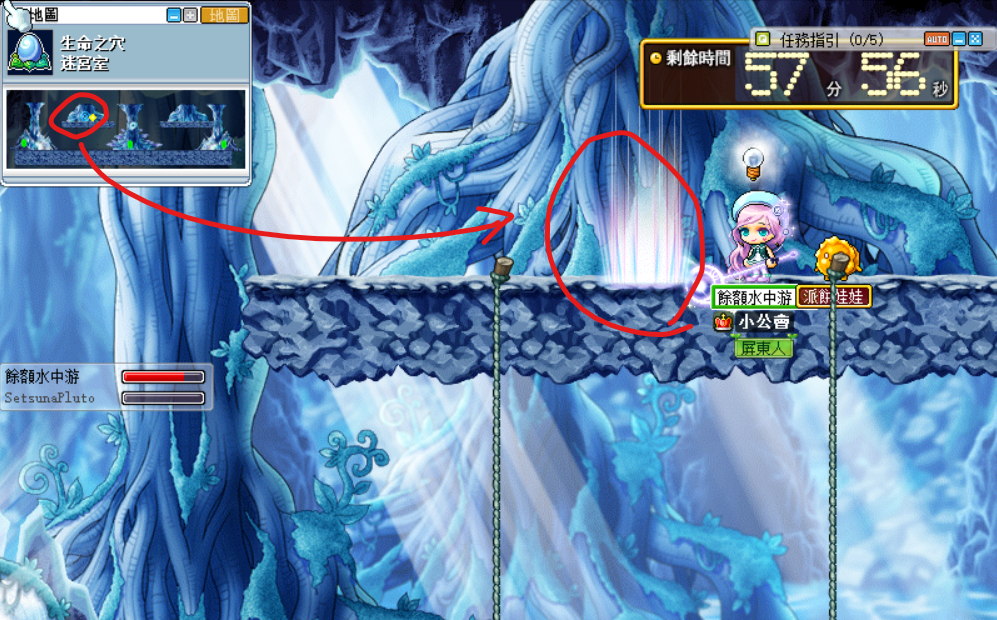 地圖
地圖
生命之穴
迷宮室
任務指引 (0/5)
AUTO
剩餘時間
57 分 56 秒
餘額水中游
派餅娃娃
小公會
屏東人
餘額水中游
SetsunaPluto